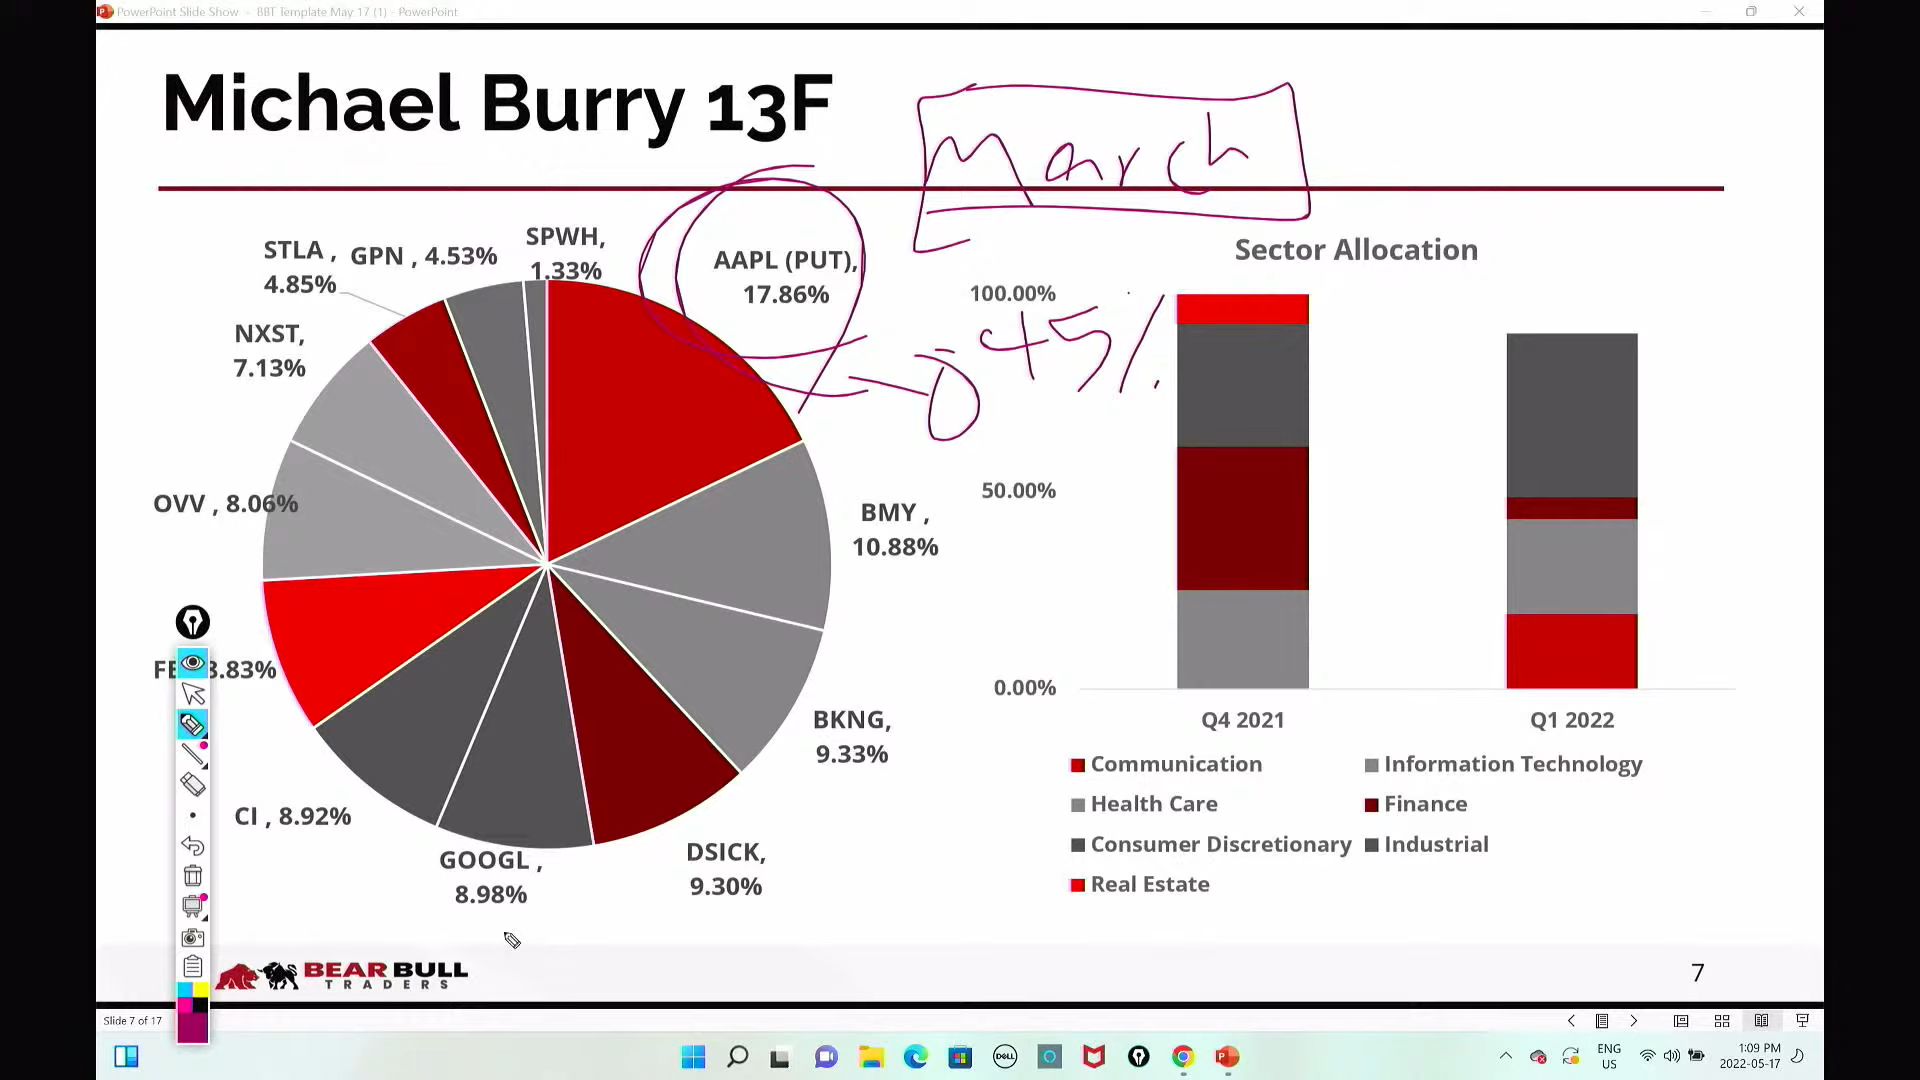 PowerPoint Slide Show - BBT Template May 17 (1) - PowerPoint
Michael Burry 13F
March
SPWH,
1.33%
STLA ,
4.85%
GPN , 4.53%
AAPL (PUT),
17.86%
NXST,
7.13%
45%
OVV , 8.06%
BMY ,
10.88%
.83%
BKNG,
9.33%
CI , 8.92%
GOOGL ,
8.98%
DSICK,
9.30%
Sector Allocation
100.00%
50.00%
0.00%
Q4 2021
Q1 2022
Communication
Information Technology
Health Care
Finance
Consumer Discretionary
Industrial
Real Estate
BEAR BULL
TRADERS
7
Slide 7 of 17
DELL
ENG
US
1:09 PM
2022-05-17